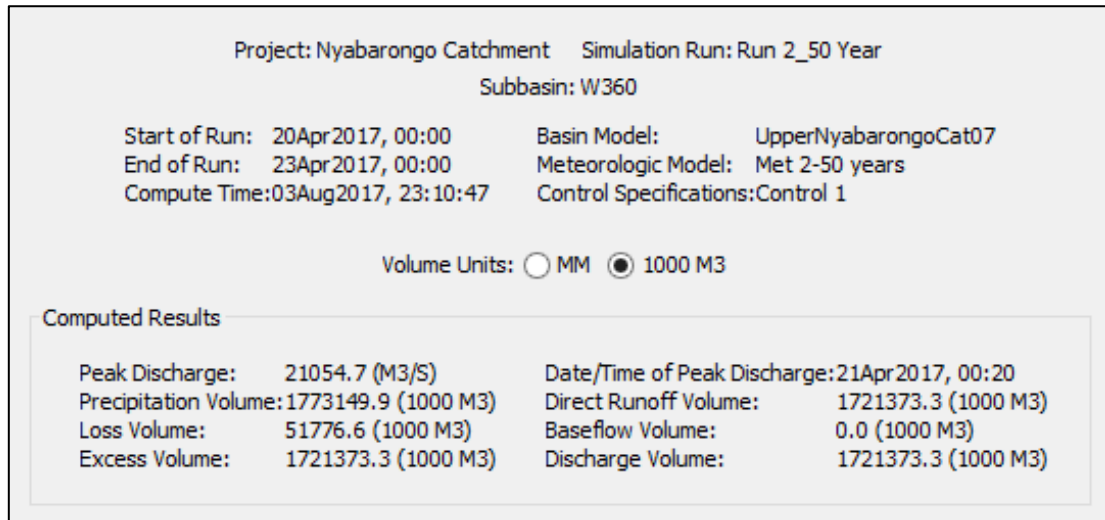 Project: Nyabarongo Catchment Simulation Run: Run 2_50 Year
Subbasin: W360
Start of Run: 20Apr2017, 00:00 Basin Model: UpperNyabarongoCat07
End of Run: 23Apr2017, 00:00 Meteorologic Model: Met 2-50 years
Compute Time:03Aug2017, 23:10:47 Control Specifications:Control 1
Volume Units: MM 1000 M3
Computed Results
Peak Discharge: 21054.7 (M3/S) Date/Time of Peak Discharge:21Apr2017, 00:20
Precipitation Volume:1773149.9 (1000 M3) Direct Runoff Volume: 1721373.3 (1000 M3)
Loss Volume: 51776.6 (1000 M3) Baseflow Volume: 0.0 (1000 M3)
Excess Volume: 1721373.3 (1000 M3) Discharge Volume: 1721373.3 (1000 M3)